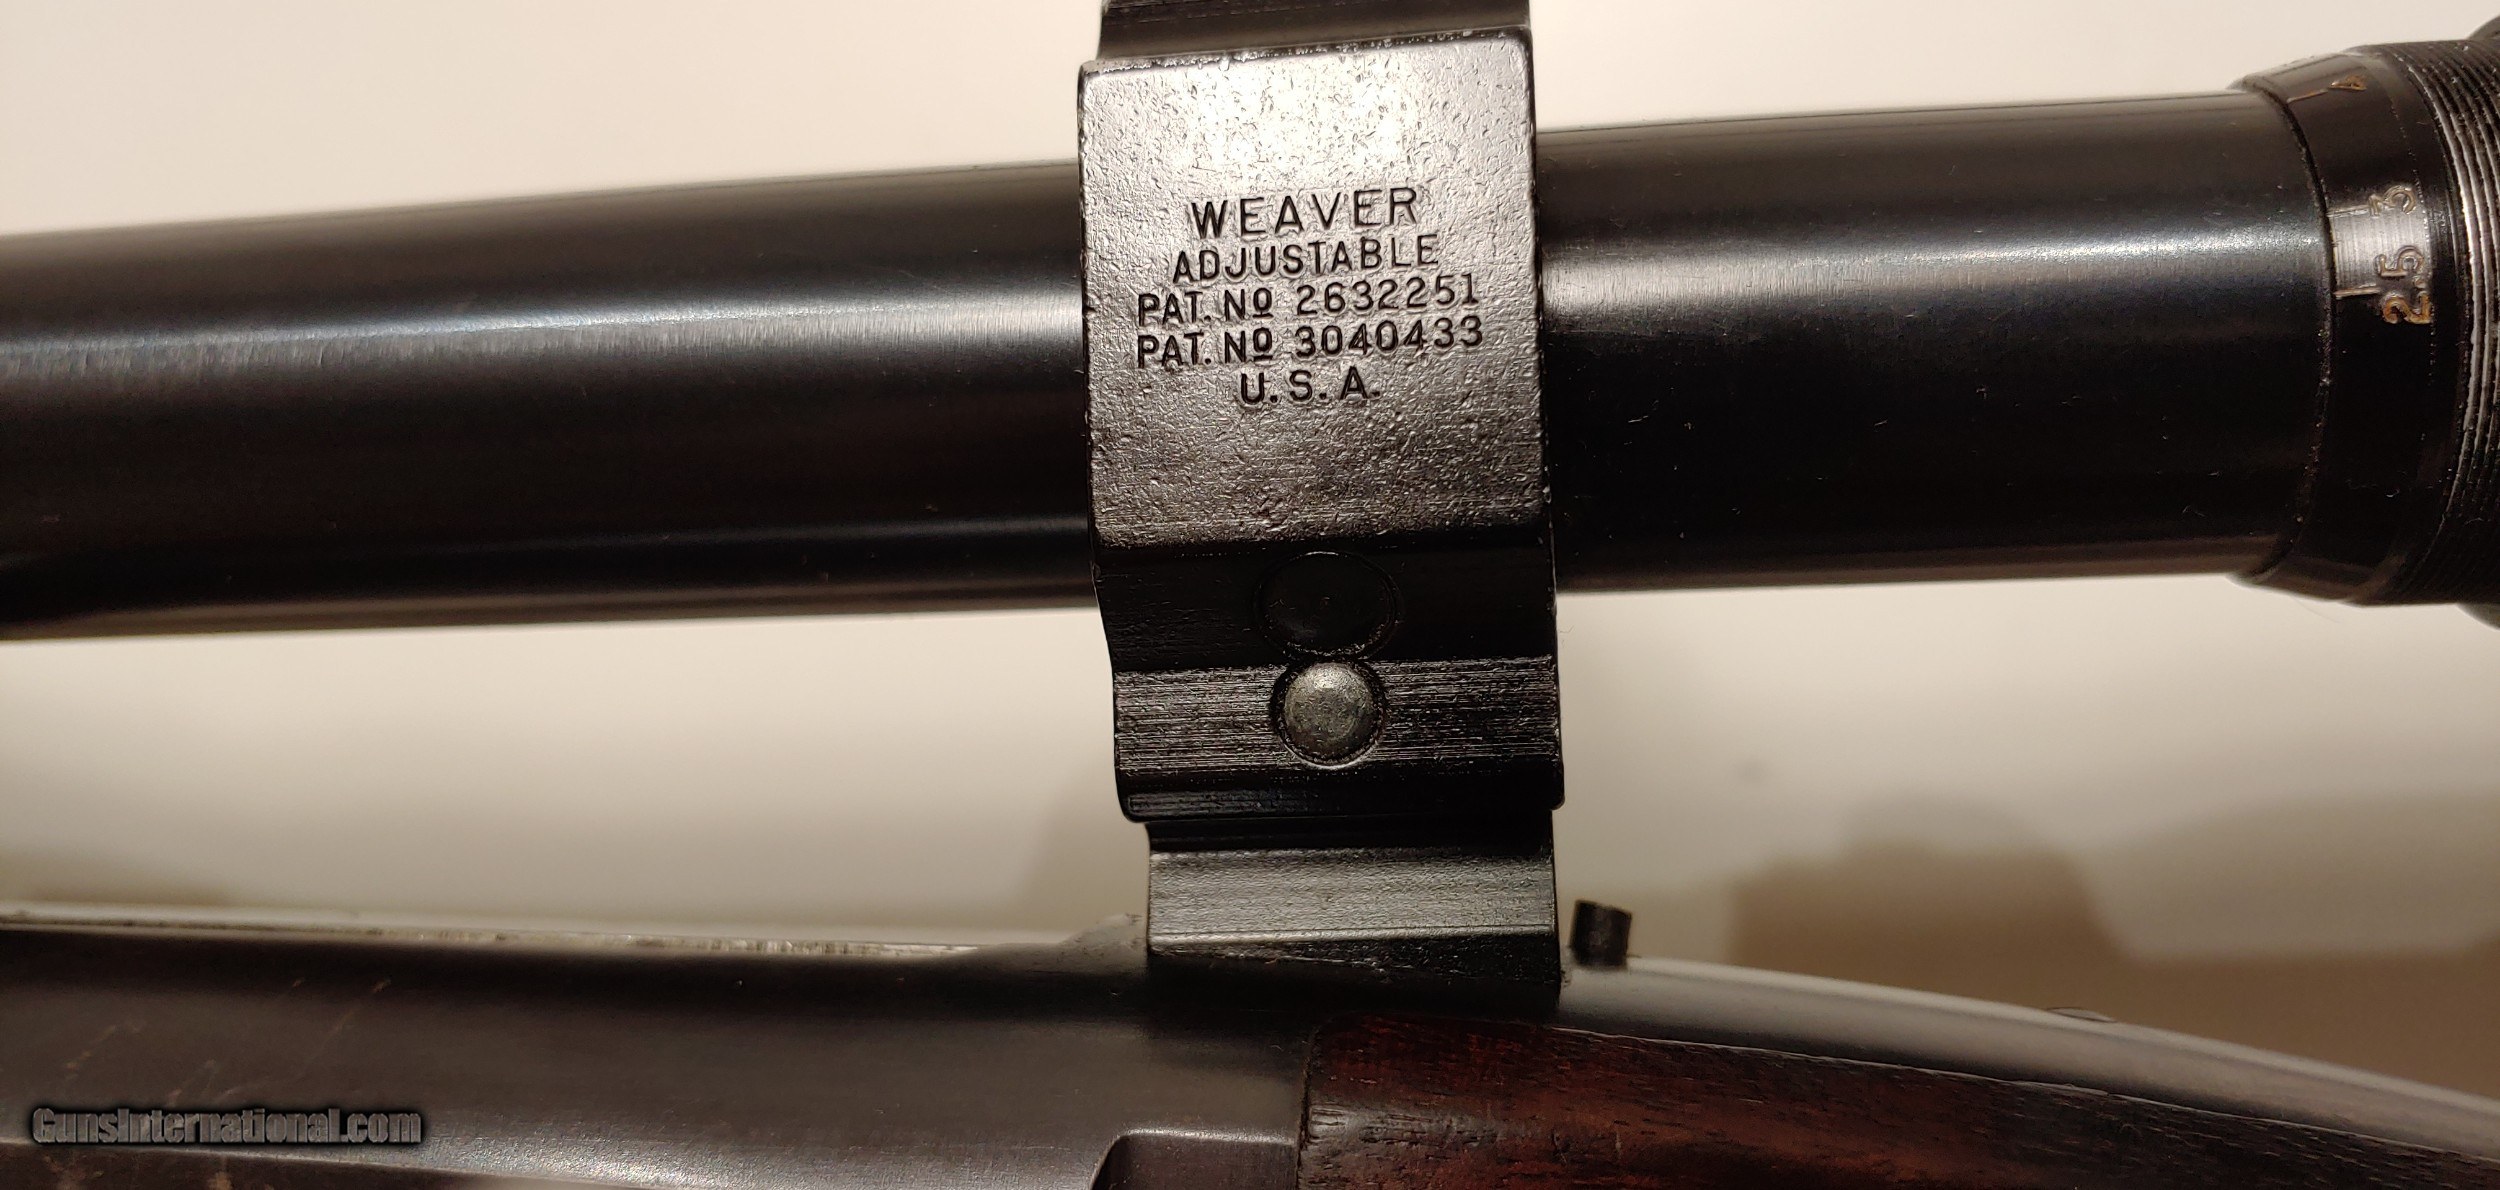 WEAVER
ADJUSTABLE
PAT. Nº 2632251
PAT. Nº 3040433
U.S.A.
3
2.5
GunsInternational.com